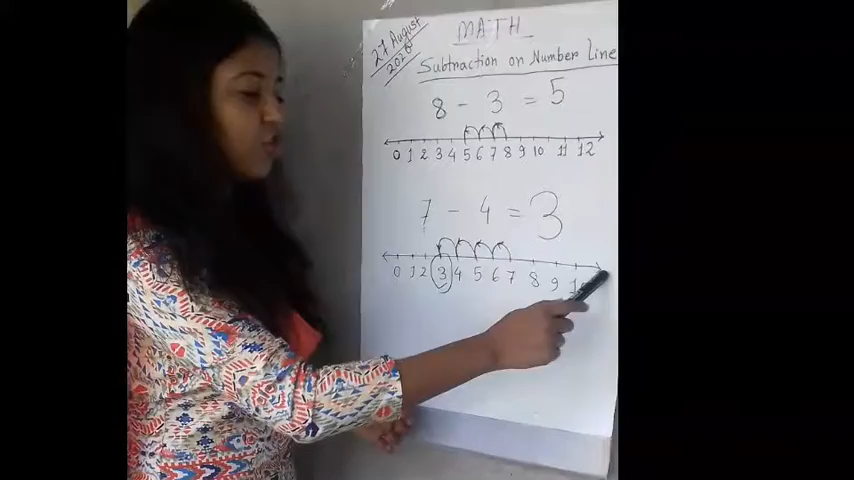 27 August
2020
MATH
Subtraction on Number Line
8 - 3 = 5
0 1 2 3 4 5 6 7 8 9 10 11 12
7 - 4 = 3
0 1 2 3 4 5 6 7 8 9